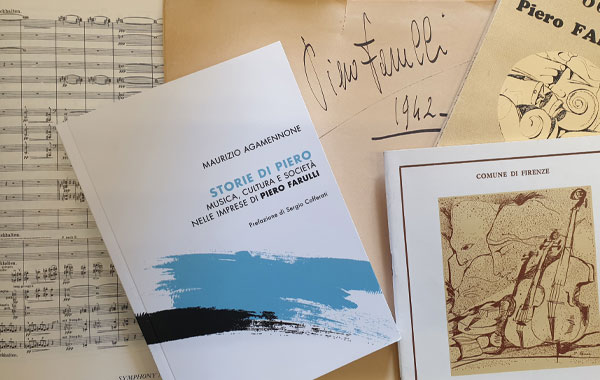 MAURIZIO AGAMENNONE
STORIE DI PIERO
MUSICA, CULTURA E SOCIETÀ
NELLE IMPRESE DI PIERO FARULLI
Prefazione di Sergio Cofferati
Piero Farulli
1942
Piero FA
COMUNE DI FIRENZE
SYMPHONY